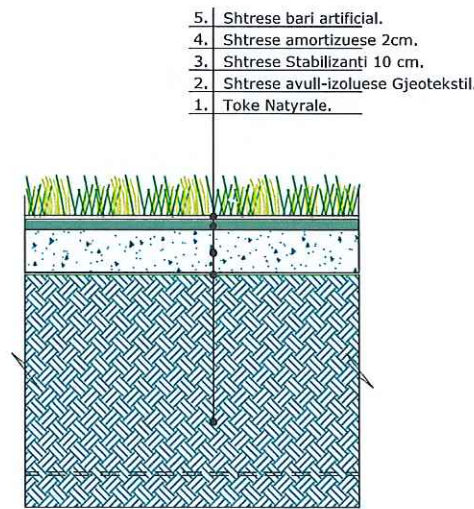 5. Shtrese bari artificial.
4. Shtrese amortizuese 2cm.
3. Shtrese Stabilizanti 10 cm.
2. Shtrese avull-izoluese Gjeotekstil.
1. Toke Natyrale.